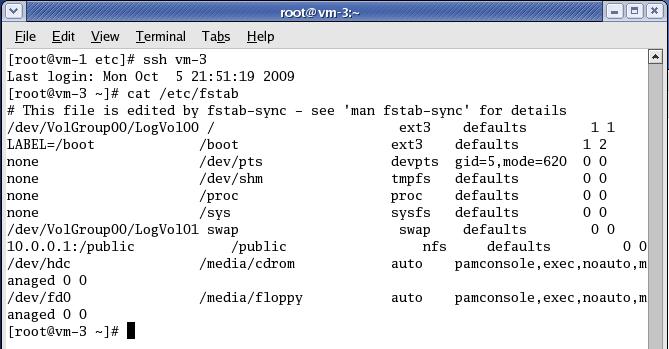 root@vm-3:~
File Edit View Terminal Tabs Help
[root@vm-1 etc]# ssh vm-3
Last login: Mon Oct  5 21:51:19 2009
[root@vm-3 ~]# cat /etc/fstab
# This file is edited by fstab-sync - see 'man fstab-sync' for details
/dev/VolGroup00/LogVol00 /                       ext3    defaults        1 1
LABEL=/boot             /boot                   ext3    defaults        1 2
none                    /dev/pts                devpts  gid=5,mode=620  0 0
none                    /dev/shm                tmpfs   defaults        0 0
none                    /proc                   proc    defaults        0 0
none                    /sys                    sysfs   defaults        0 0
/dev/VolGroup00/LogVol01 swap                    swap    defaults        0 0
10.0.0.1:/public            /public                 nfs     defaults         0 0
/dev/hdc                /media/cdrom            auto    pamconsole,exec,noauto,m
anaged 0 0
/dev/fd0                /media/floppy           auto    pamconsole,exec,noauto,m
anaged 0 0
[root@vm-3 ~]#